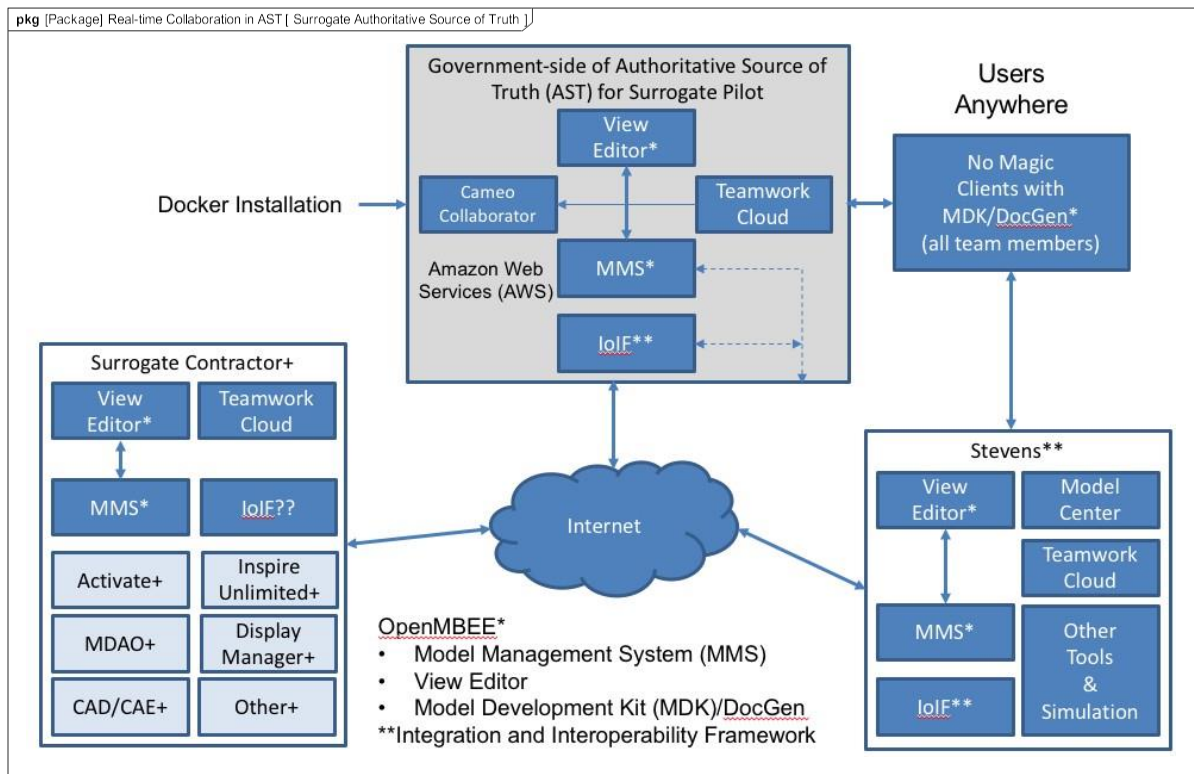 pkg [Package] Real-time Collaboration in AST [ Surrogate Authoritative Source of Truth ]
Government-side of Authoritative Source of
Truth (AST) for Surrogate Pilot
View
Editor*
Cameo
Collaborator
Teamwork
Cloud
Amazon Web
Services (AWS)
MMS*
IoIF**
Docker Installation
Users
Anywhere
No Magic
Clients with
MDK/DocGen*
(all team members)
Surrogate Contractor+
View
Editor*
Teamwork
Cloud
MMS*
IoIF??
Activate+
Inspire
Unlimited+
MDAO+
Display
Manager+
CAD/CAE+
Other+
Internet
Stevens**
View
Editor*
Model
Center
Teamwork
Cloud
MMS*
Other
Tools
&
Simulation
IoIF**
OpenMBEE*
• Model Management System (MMS)
• View Editor
• Model Development Kit (MDK)/DocGen
**Integration and Interoperability Framework